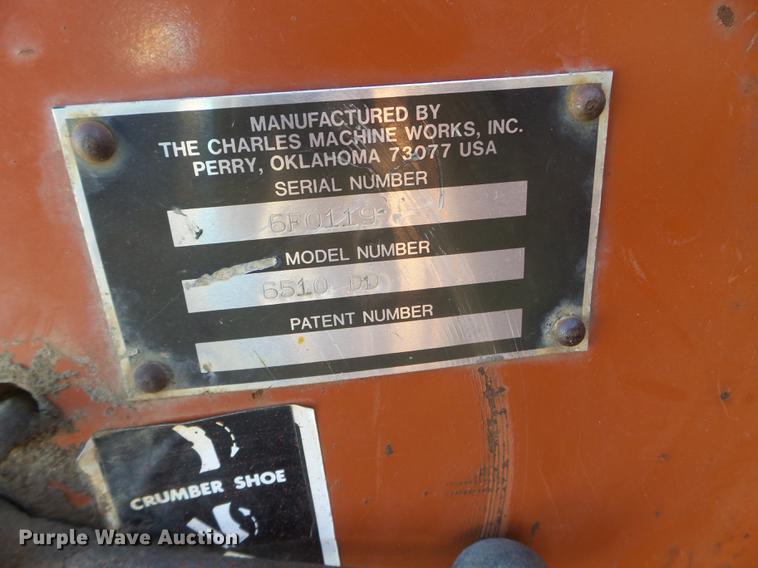 MANUFACTURED BY
THE CHARLES MACHINE WORKS, INC.
PERRY, OKLAHOMA 73077 USA
SERIAL NUMBER
6F0119
MODEL NUMBER
6510 DD
PATENT NUMBER
CRUMBER SHOE
Purple Wave Auction®